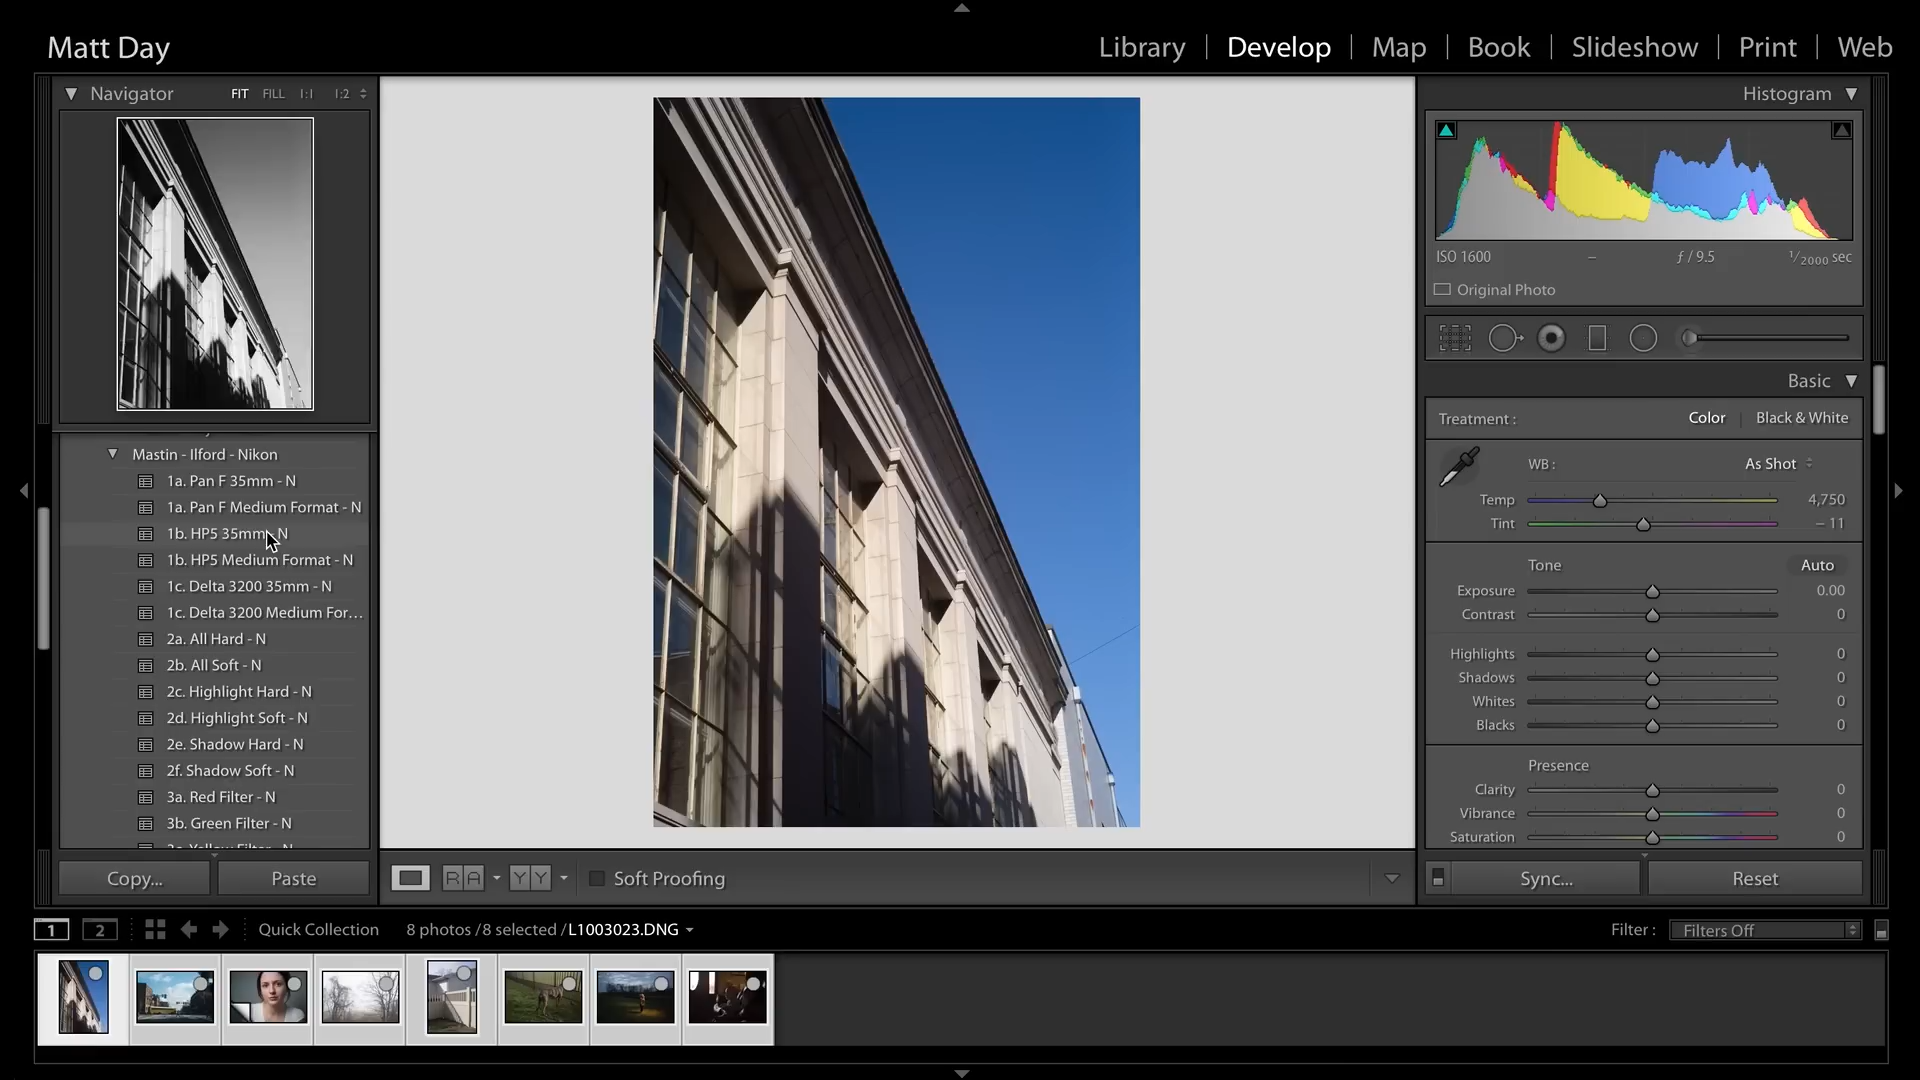 Matt Day
Library | Develop | Map | Book | Slideshow | Print | Web
Navigator FIT FILL 1:1 1:2
Mastin - Ilford - Nikon
1a. Pan F 35mm - N
1a. Pan F Medium Format - N
1b. HP5 35mm - N
1b. HP5 Medium Format - N
1c. Delta 3200 35mm - N
1c. Delta 3200 Medium For...
2a. All Hard - N
2b. All Soft - N
2c. Highlight Hard - N
2d. Highlight Soft - N
2e. Shadow Hard - N
2f. Shadow Soft - N
3a. Red Filter - N
3b. Green Filter - N
Copy... Paste
RA YY Soft Proofing
Histogram
ISO 1600 – ƒ / 9.5 1/2000 sec
Original Photo
Basic
Treatment : Color | Black & White
WB : As Shot
Temp 4,750
Tint – 11
Tone Auto
Exposure 0.00
Contrast 0
Highlights 0
Shadows 0
Whites 0
Blacks 0
Presence
Clarity 0
Vibrance 0
Saturation 0
Sync... Reset
1 2 Quick Collection 8 photos /8 selected /L1003023.DNG
Filter : Filters Off